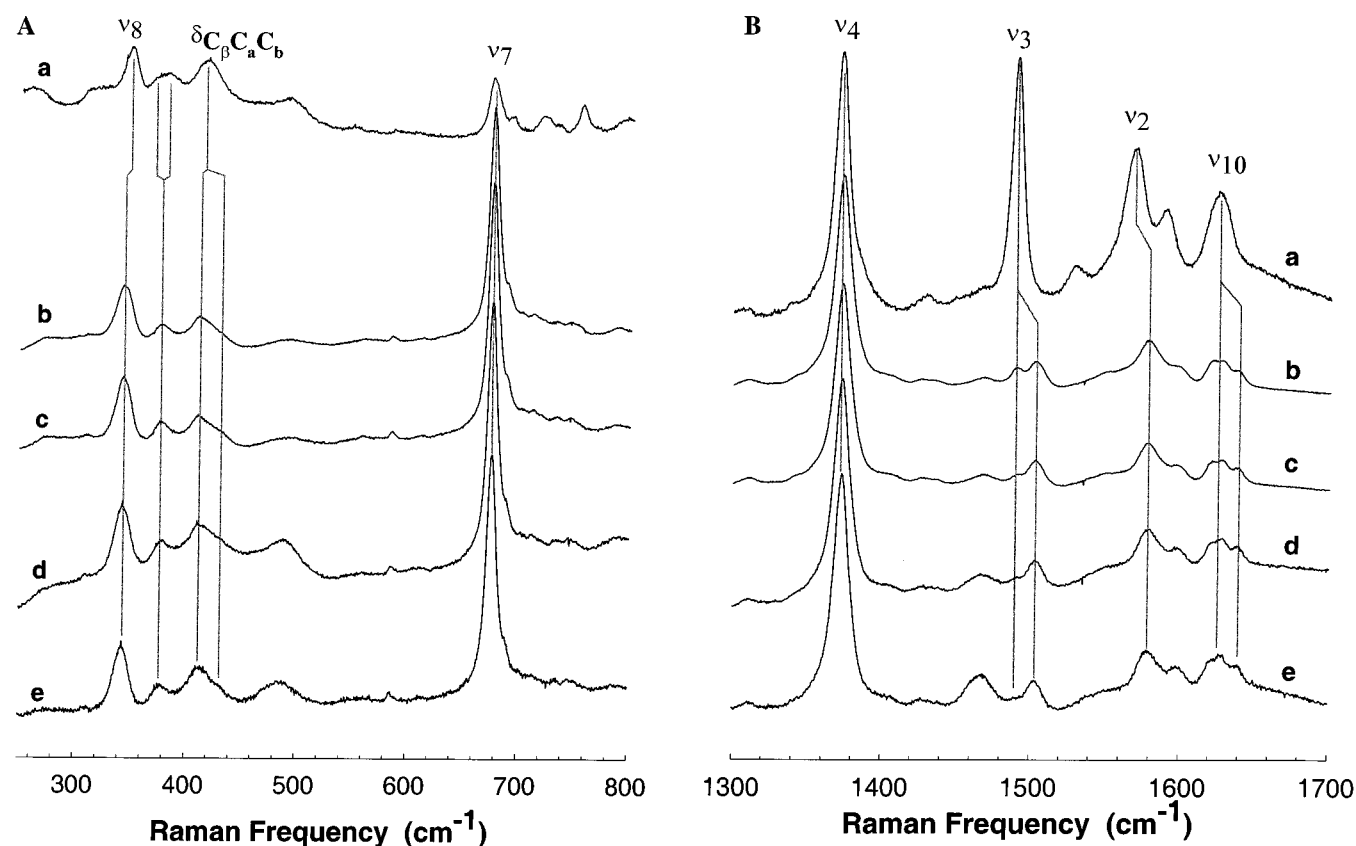 A
ν8
δCβCaCb
ν7
a
b
c
d
e
300 400 500 600 700 800
Raman Frequency (cm-1)
B
ν4
ν3
ν2
ν10
a
b
c
d
e
1300 1400 1500 1600 1700
Raman Frequency (cm-1)